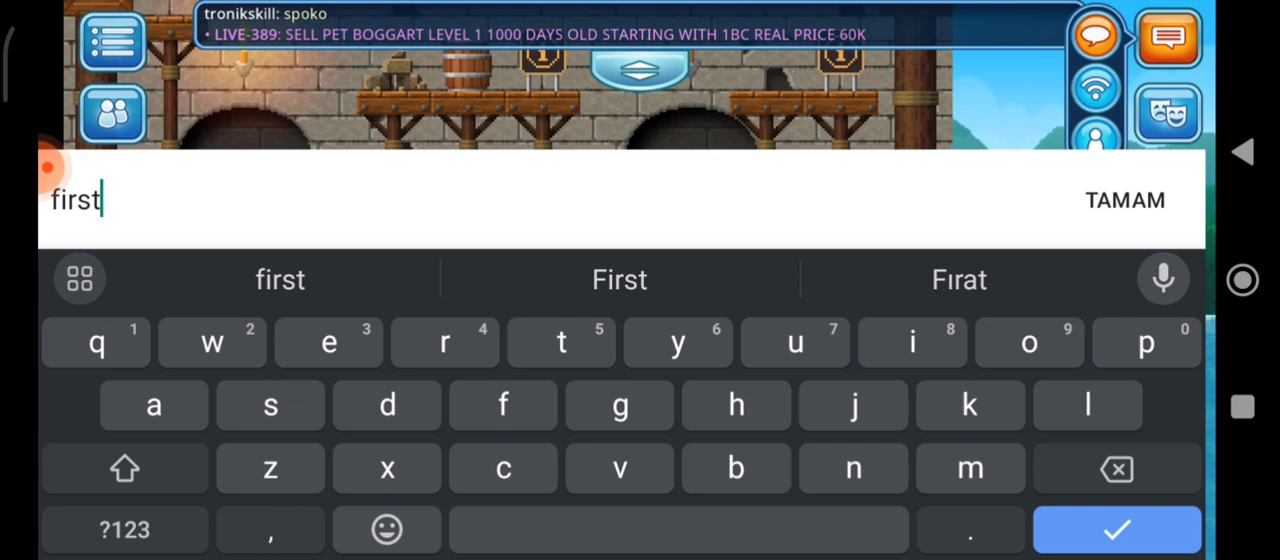 tronikskill: spoko
• LIVE-389: SELL PET BOGGART LEVEL 1 1000 DAYS OLD STARTING WITH 1BC REAL PRICE 60K
first
TAMAM
first First Fırat
q 1 w 2 e 3 r 4 t 5 y 6 u 7 i 8 o 9 p 0
a s d f g h j k l
z x c v b n m
?123 , .